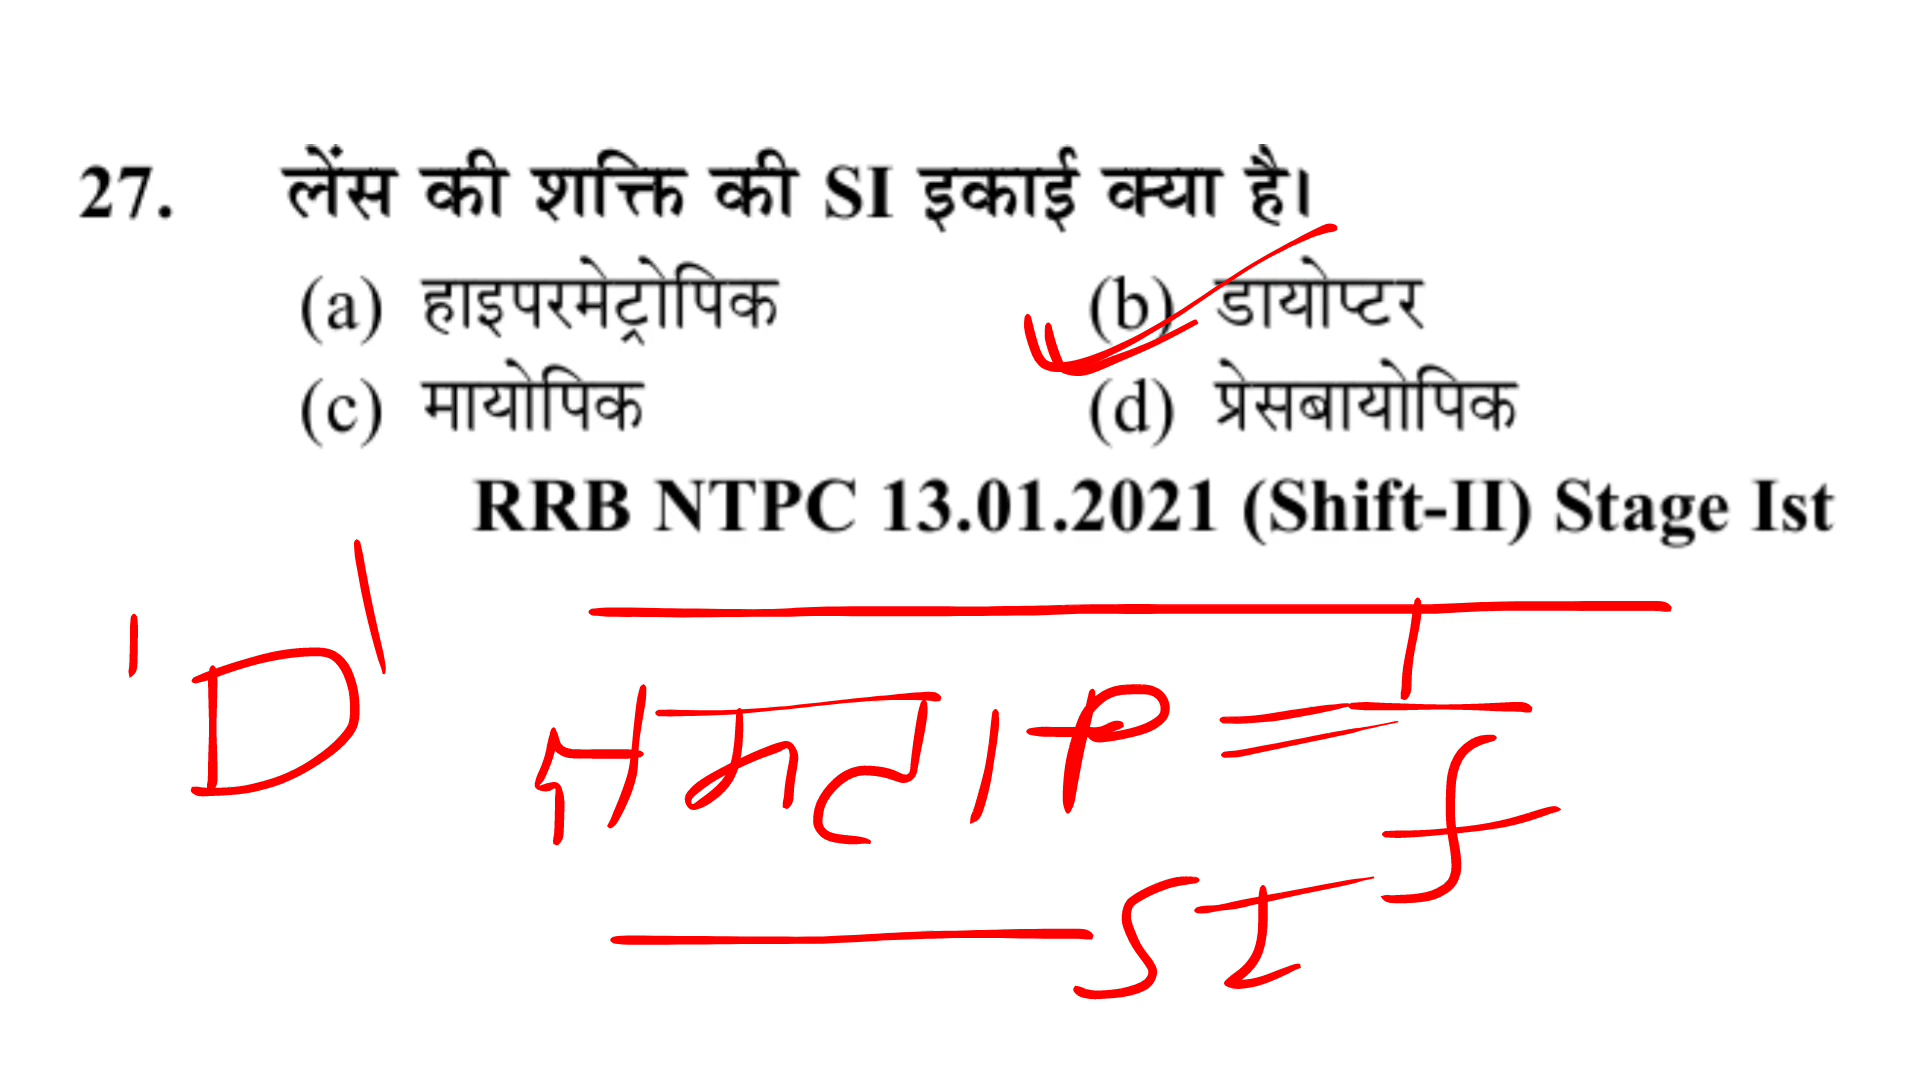 27. लेंस की शक्ति की SI इकाई क्या है।
(a) हाइपरमेट्रोपिक (b) डायोप्टर
(c) मायोपिक (d) प्रेसबायोपिक
RRB NTPC 13.01.2021 (Shift-II) Stage Ist
'D'
क्षमता P = 1/f
SI